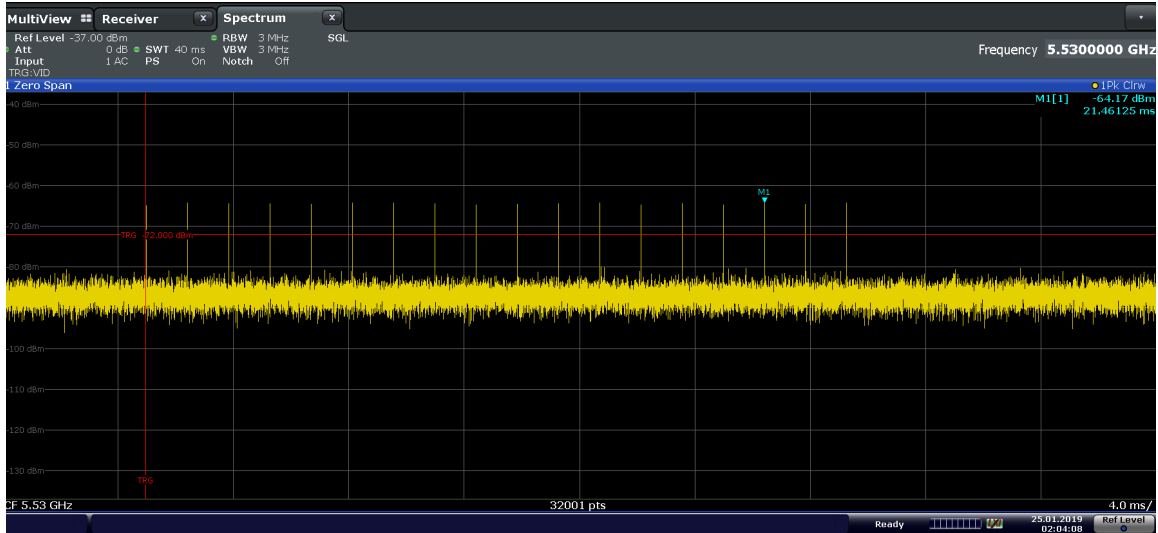 MultiView Receiver X Spectrum X
Ref Level -37.00 dBm RBW 3 MHz SGL
Att 0 dB SWT 40 ms VBW 3 MHz Frequency 5.5300000 GHz
Input 1 AC PS On Notch Off
TRG:VID
1 Zero Span 1Pk Clrw
-40 dBm M1[1] -64.17 dBm
21.46125 ms
-50 dBm
-60 dBm
M1
-70 dBm
TRG -72.000 dBm
-80 dBm
-100 dBm
-110 dBm
-120 dBm
-130 dBm
TRG
CF 5.53 GHz 32001 pts 4.0 ms/
Ready 25.01.2019 Ref Level
02:04:08